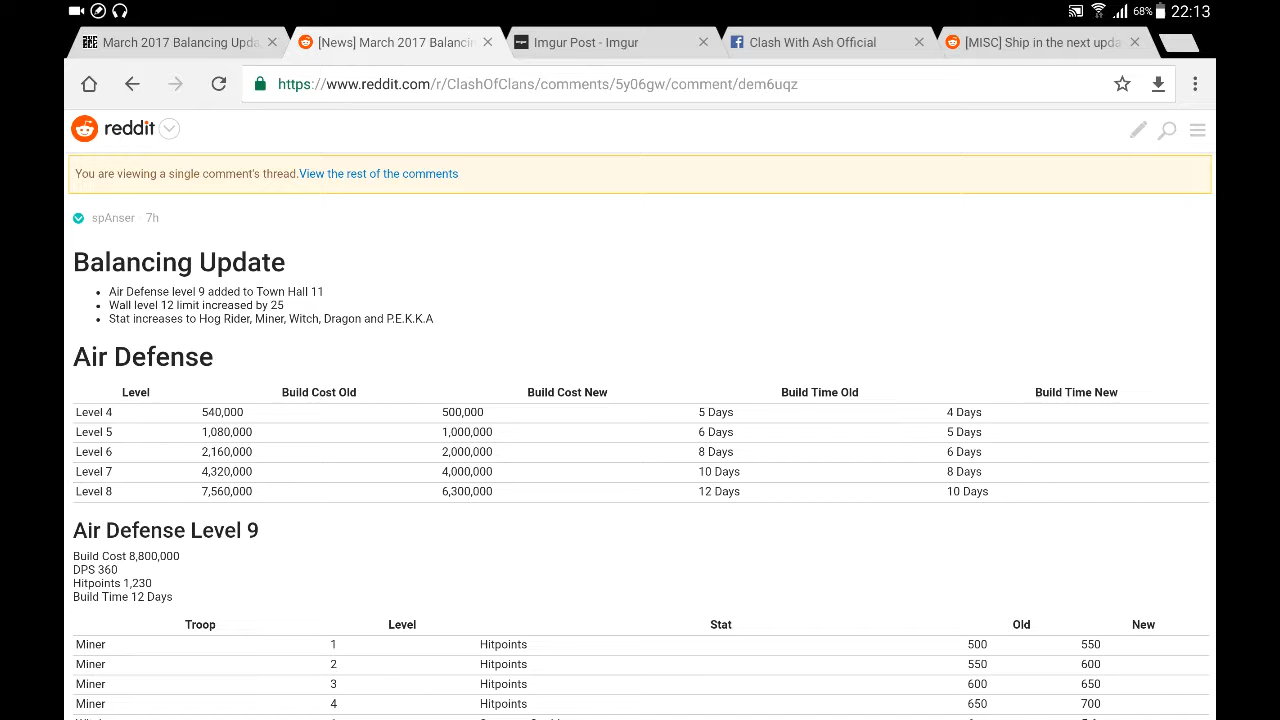 68% 22:13
March 2017 Balancing Upda
[News] March 2017 Balancin
Imgur Post - Imgur
Clash With Ash Official
[MISC] Ship in the next upda
https://www.reddit.com/r/ClashOfClans/comments/5y06gw/comment/dem6uqz
reddit
You are viewing a single comment's thread.View the rest of the comments
spAnser 7h
Balancing Update
• Air Defense level 9 added to Town Hall 11
• Wall level 12 limit increased by 25
• Stat increases to Hog Rider, Miner, Witch, Dragon and P.E.K.K.A
Air Defense
Level Build Cost Old Build Cost New Build Time Old Build Time New
Level 4 540,000 500,000 5 Days 4 Days
Level 5 1,080,000 1,000,000 6 Days 5 Days
Level 6 2,160,000 2,000,000 8 Days 6 Days
Level 7 4,320,000 4,000,000 10 Days 8 Days
Level 8 7,560,000 6,300,000 12 Days 10 Days
Air Defense Level 9
Build Cost 8,800,000
DPS 360
Hitpoints 1,230
Build Time 12 Days
Troop Level Stat Old New
Miner 1 Hitpoints 500 550
Miner 2 Hitpoints 550 600
Miner 3 Hitpoints 600 650
Miner 4 Hitpoints 650 700